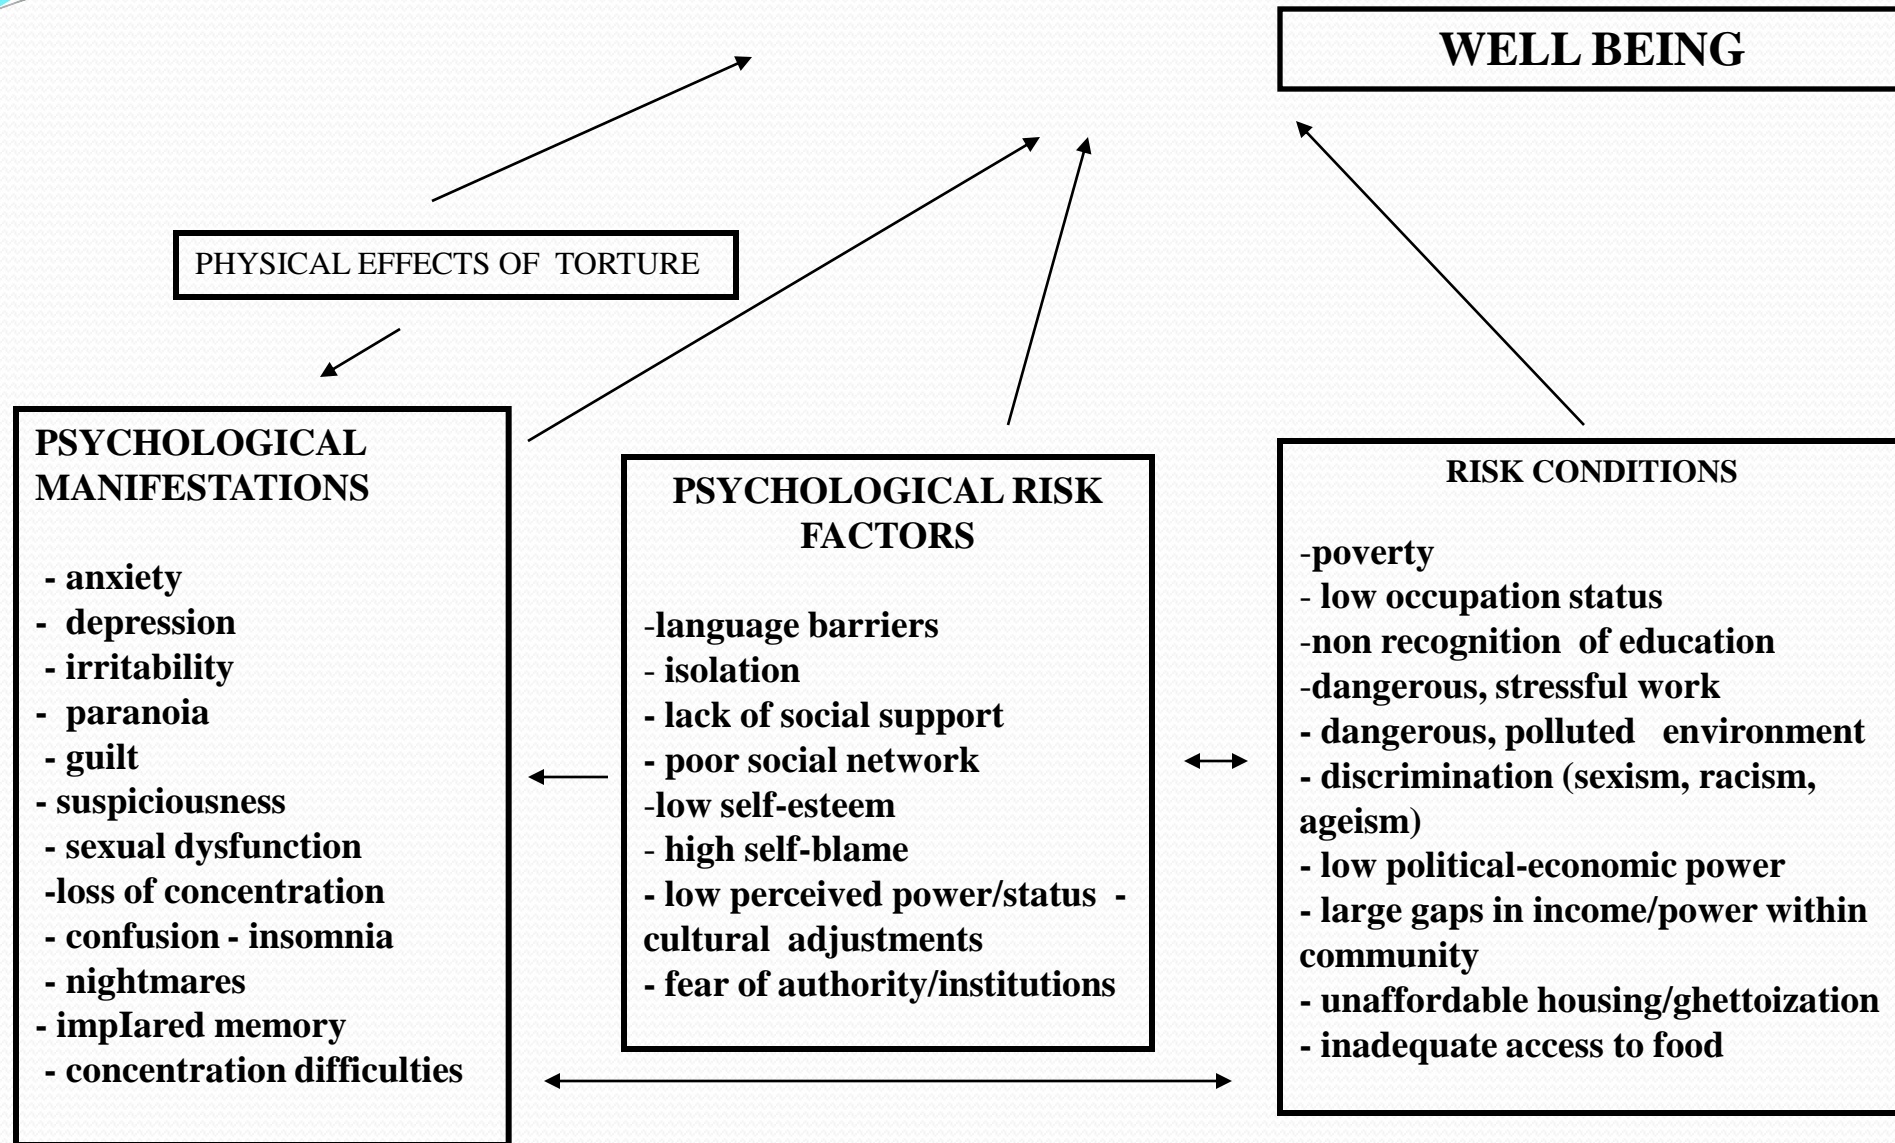 WELL BEING
PHYSICAL EFFECTS OF TORTURE
PSYCHOLOGICAL
MANIFESTATIONS
- anxiety
- depression
- irritability
- paranoia
- guilt
- suspiciousness
- sexual dysfunction
-loss of concentration
- confusion - insomnia
- nightmares
- impIared memory
- concentration difficulties
PSYCHOLOGICAL RISK
FACTORS
-language barriers
- isolation
- lack of social support
- poor social network
-low self-esteem
- high self-blame
- low perceived power/status -
cultural adjustments
- fear of authority/institutions
RISK CONDITIONS
-poverty
- low occupation status
-non recognition of education
-dangerous, stressful work
- dangerous, polluted environment
- discrimination (sexism, racism,
ageism)
- low political-economic power
- large gaps in income/power within
community
- unaffordable housing/ghettoization
- inadequate access to food